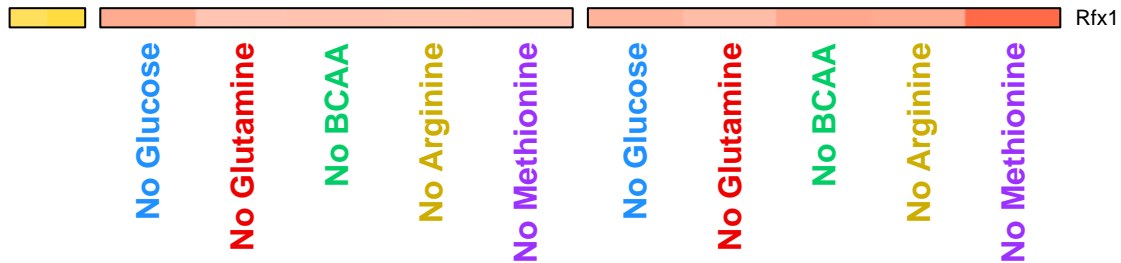 Rfx1
No Glucose
No Glutamine
No BCAA
No Arginine
No Methionine
No Glucose
No Glutamine
No BCAA
No Arginine
No Methionine